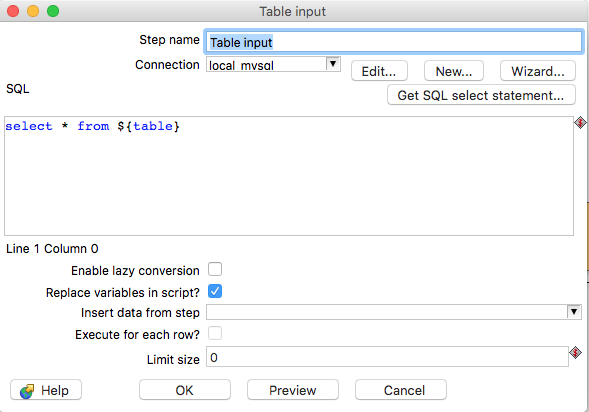 Table input
Step name Table input
Connection local_mysql
Edit... New... Wizard...
SQL
Get SQL select statement...
select * from ${table}
Line 1 Column 0
Enable lazy conversion
Replace variables in script?
Insert data from step
Execute for each row?
Limit size 0
Help OK Preview Cancel